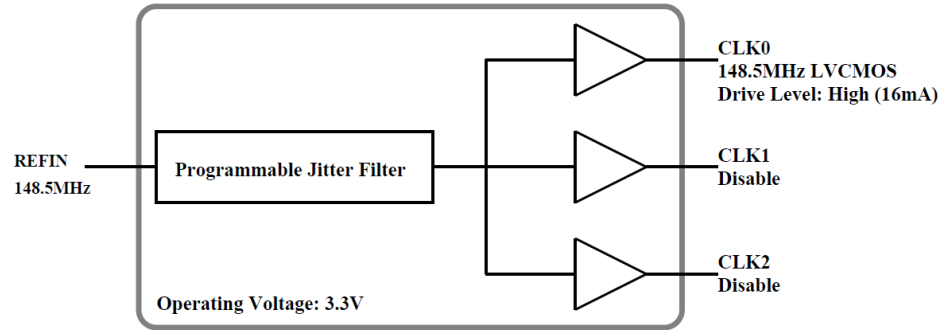 CLK0
148.5MHz LVCMOS
Drive Level: High (16mA)
REFIN
148.5MHz
Programmable Jitter Filter
CLK1
Disable
CLK2
Disable
Operating Voltage: 3.3V